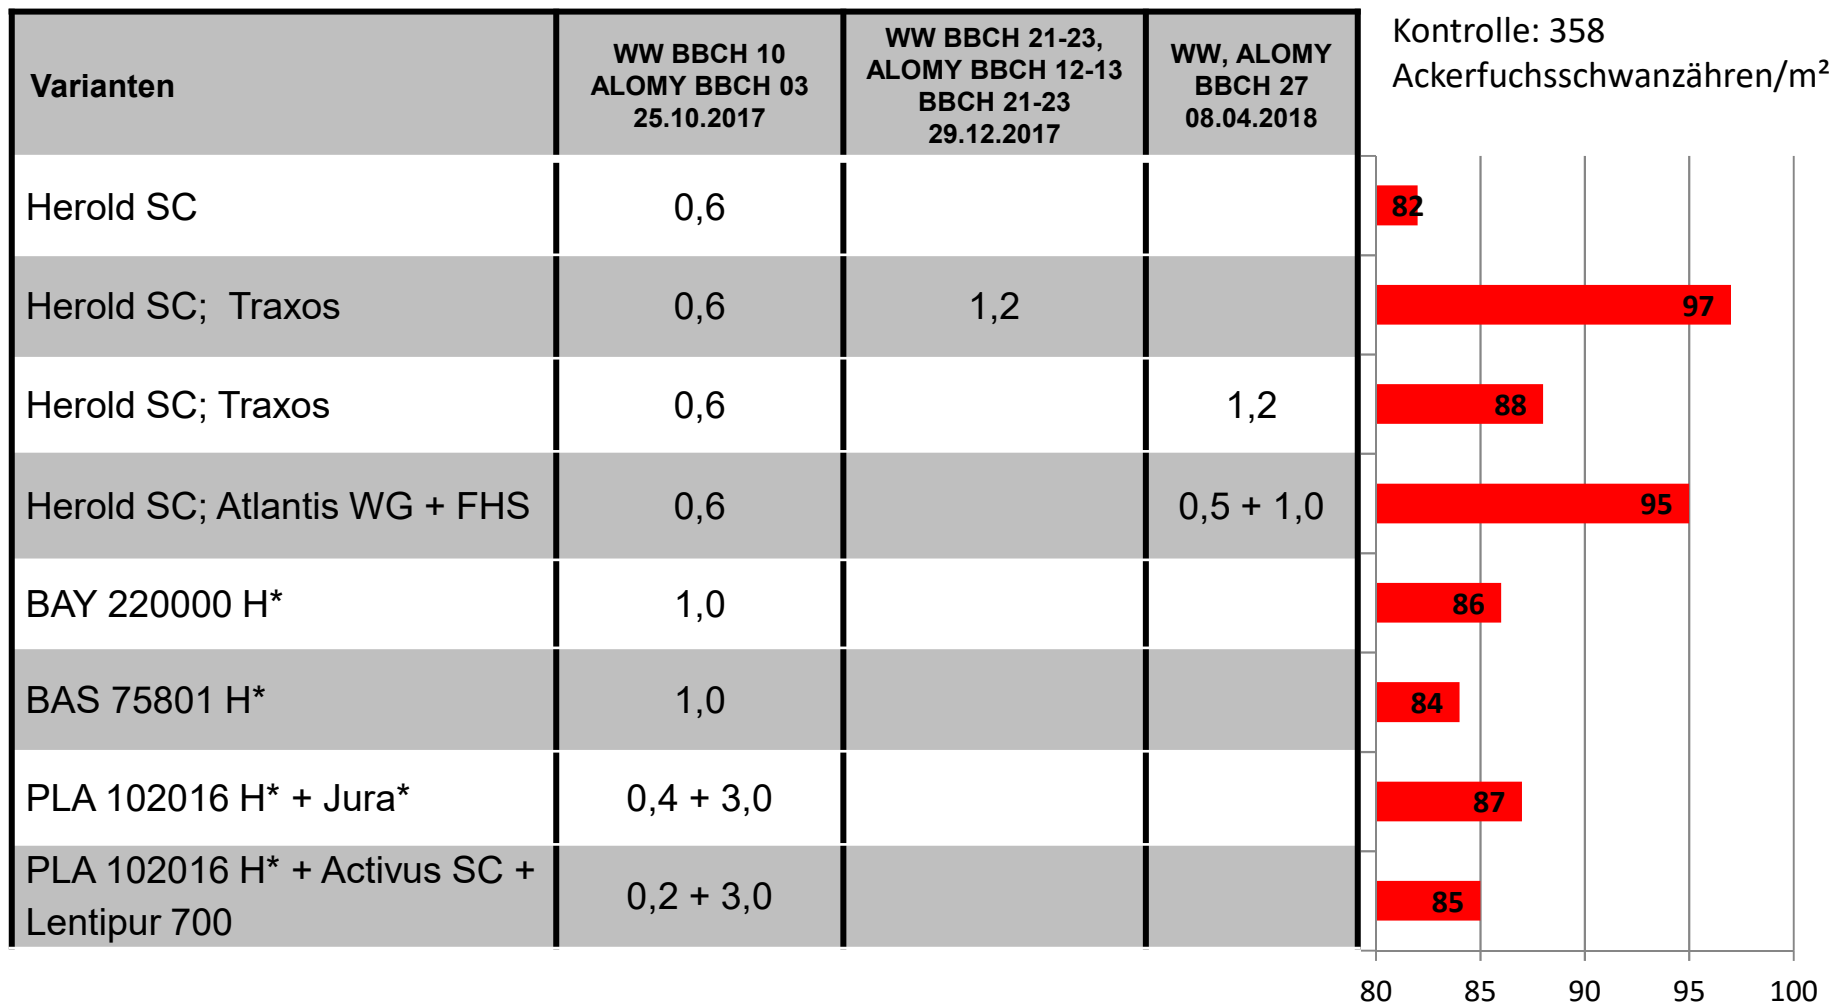 Varianten
WW BBCH 10
ALOMY BBCH 03
25.10.2017
WW BBCH 21-23,
ALOMY BBCH 12-13
BBCH 21-23
29.12.2017
WW, ALOMY
BBCH 27
08.04.2018
Kontrolle: 358
Ackerfuchsschwanzähren/m²
Herold SC
0,6
82
Herold SC;  Traxos
0,6
1,2
97
Herold SC; Traxos
0,6
1,2
88
Herold SC; Atlantis WG + FHS
0,6
0,5 + 1,0
95
BAY 220000 H*
1,0
86
BAS 75801 H*
1,0
84
PLA 102016 H* + Jura*
0,4 + 3,0
87
PLA 102016 H* + Activus SC +
Lentipur 700
0,2 + 3,0
85
80 85 90 95 100